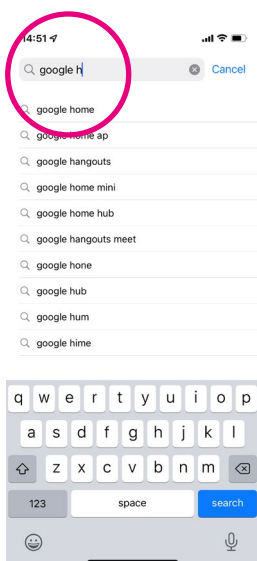 14:51
google h
Cancel
google home
google home ap
google hangouts
google home mini
google home hub
google hangouts meet
google hone
google hub
google hum
google hime
q w e r t y u i o p
a s d f g h j k l
z x c v b n m
123 space search